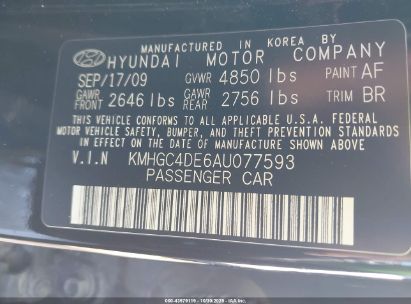 MANUFACTURED IN KOREA BY
HYUNDAI MOTOR COMPANY
SEP/17/09 GVWR 4850 lbs PAINT AF
GAWR FRONT 2646 lbs GAWR REAR 2756 lbs TRIM BR
THIS VEHICLE CONFORMS TO ALL APPLICABLE U.S.A. FEDERAL
MOTOR VEHICLE SAFETY, BUMPER, AND THEFT PREVENTION STANDARDS
IN EFFECT ON THE DATE OF MANUFACTURE SHOWN ABOVE.
V.I.N KMHGC4DE6AU077593
PASSENGER CAR